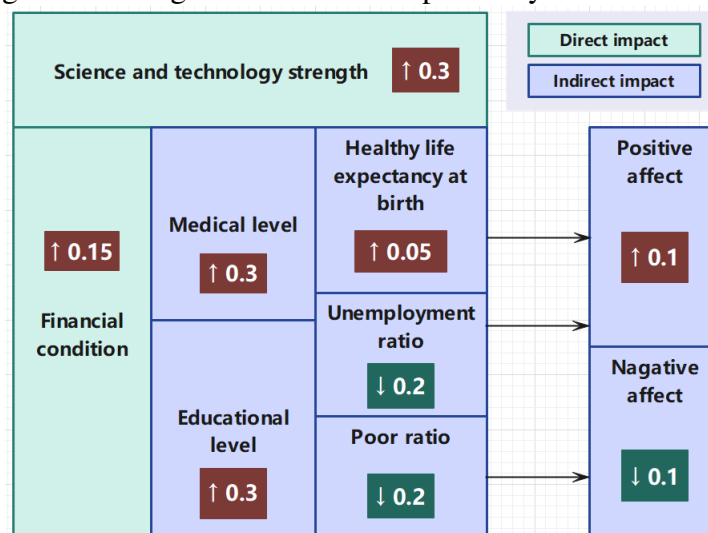 Science and technology strength ↑ 0.3
Direct impact
Indirect impact
↑ 0.15
Financial
condition
Medical level
↑ 0.3
Educational
level
↑ 0.3
Healthy life
expectancy at
birth
↑ 0.05
Unemployment
ratio
↓ 0.2
Poor ratio
↓ 0.2
Positive
affect
↑ 0.1
Nagative
affect
↓ 0.1